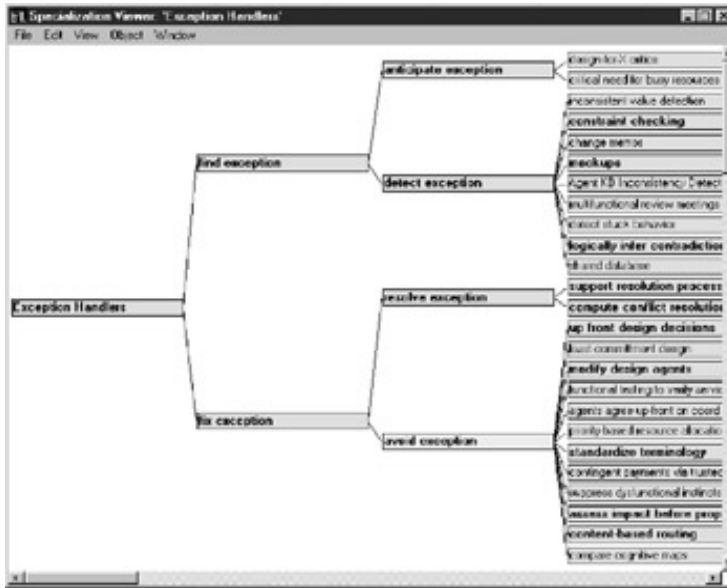 Specialization Viewer: 'Exception Handlers'
File Edit View Object Window
Exception Handlers
find exception
fix exception
anticipate exception
detect exception
resolve exception
avoid exception
design-for-X critics
critical need for busy resources
inconsistent value detection
constraint checking
change memos
mockups
Agent KB Inconsistency Detect
multifunctional review meetings
detect stuck behavior
logically infer contradiction
shared database
support resolution process
compute conflict resolution
up front design decisions
least commitment design
modify design agents
functional testing to verify servic
agents agree up-front on coord
priority based resource allocatio
standardize terminology
contingent payments via trusted
suppress dysfunctional instincts
assess impact before prop
content-based routing
compare cognitive maps